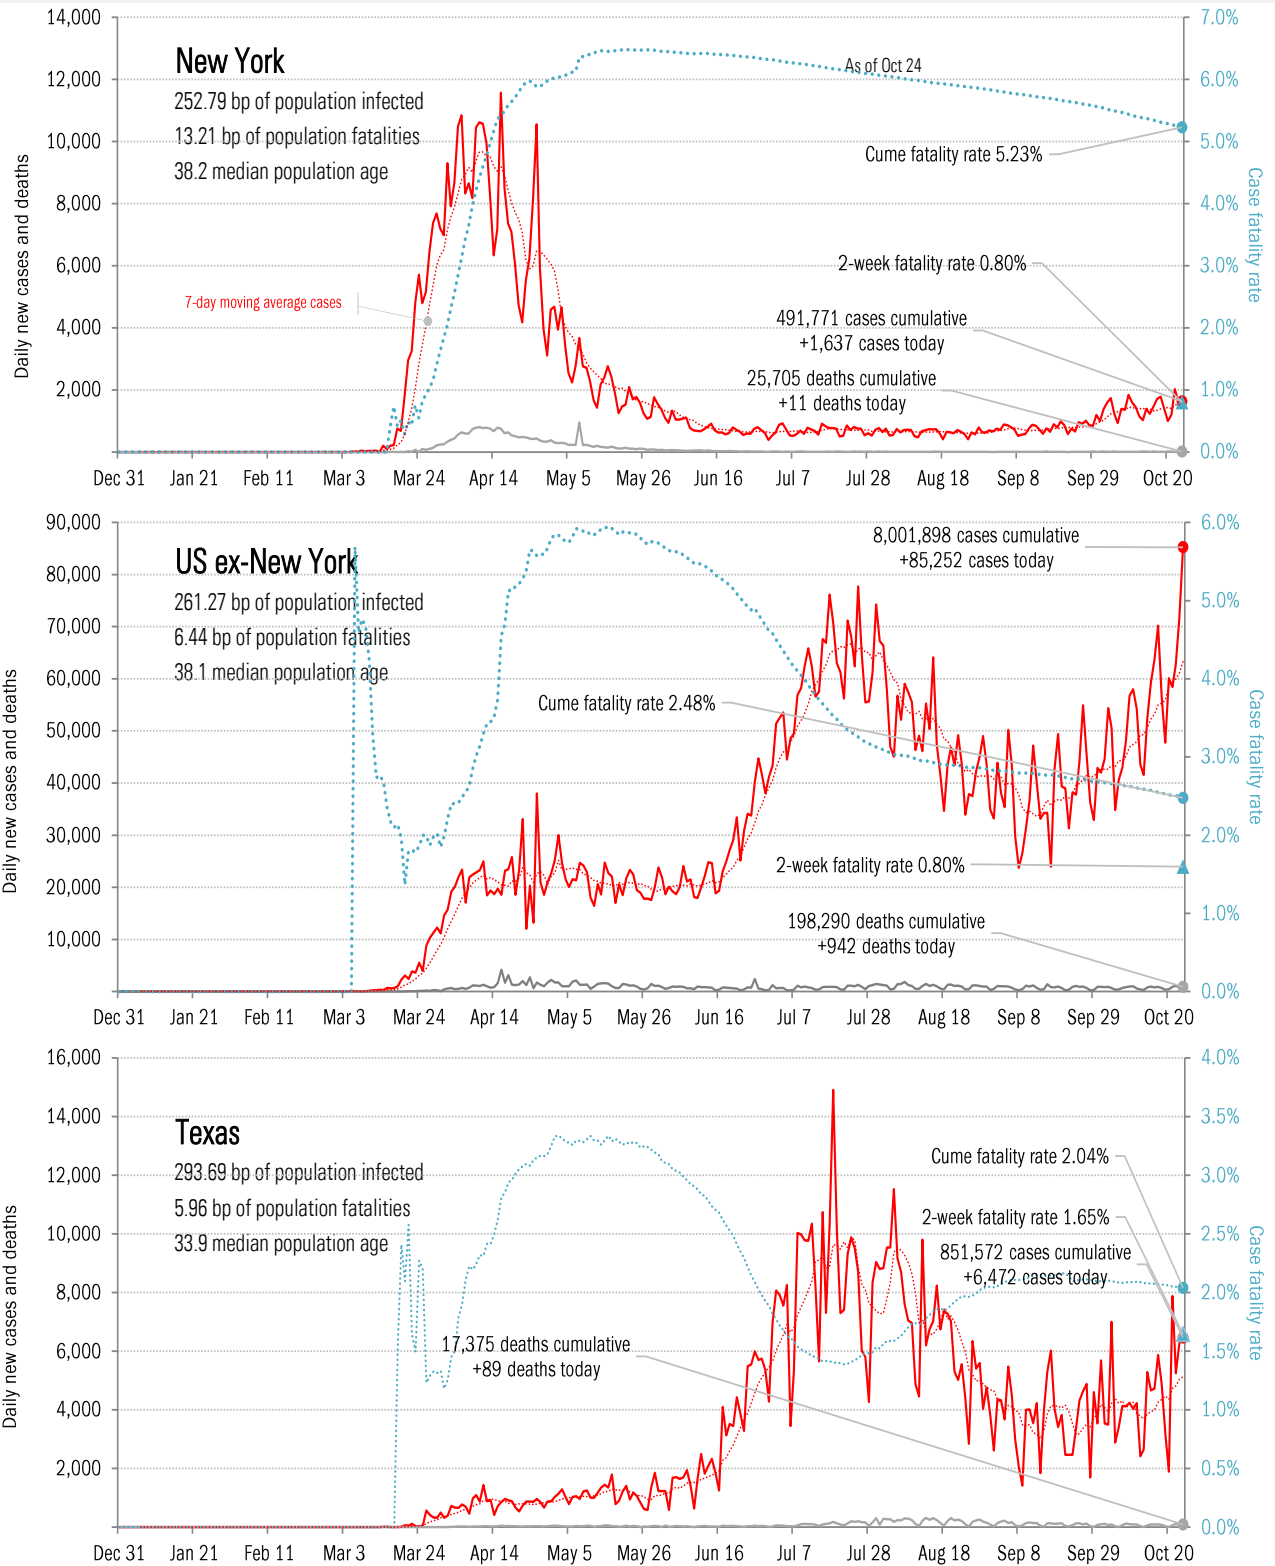 14,000
12,000
10,000
8,000
6,000
4,000
2,000
Daily new cases and deaths
7.0%
6.0%
5.0%
4.0%
3.0%
2.0%
1.0%
0.0%
Case fatality rate
New York
252.79 bp of population infected
13.21 bp of population fatalities
38.2 median population age
As of Oct 24
Cume fatality rate 5.23%
2-week fatality rate 0.80%
7-day moving average cases
491,771 cases cumulative
+1,637 cases today
25,705 deaths cumulative
+11 deaths today
Dec 31 Jan 21 Feb 11 Mar 3 Mar 24 Apr 14 May 5 May 26 Jun 16 Jul 7 Jul 28 Aug 18 Sep 8 Sep 29 Oct 20
90,000
80,000
70,000
60,000
50,000
40,000
30,000
20,000
10,000
Daily new cases and deaths
6.0%
5.0%
4.0%
3.0%
2.0%
1.0%
0.0%
Case fatality rate
US ex-New York
261.27 bp of population infected
6.44 bp of population fatalities
38.1 median population age
8,001,898 cases cumulative
+85,252 cases today
Cume fatality rate 2.48%
2-week fatality rate 0.80%
198,290 deaths cumulative
+942 deaths today
Dec 31 Jan 21 Feb 11 Mar 3 Mar 24 Apr 14 May 5 May 26 Jun 16 Jul 7 Jul 28 Aug 18 Sep 8 Sep 29 Oct 20
16,000
14,000
12,000
10,000
8,000
6,000
4,000
2,000
Daily new cases and deaths
4.0%
3.5%
3.0%
2.5%
2.0%
1.5%
1.0%
0.5%
0.0%
Case fatality rate
Texas
293.69 bp of population infected
5.96 bp of population fatalities
33.9 median population age
Cume fatality rate 2.04%
2-week fatality rate 1.65%
851,572 cases cumulative
+6,472 cases today
17,375 deaths cumulative
+89 deaths today
Dec 31 Jan 21 Feb 11 Mar 3 Mar 24 Apr 14 May 5 May 26 Jun 16 Jul 7 Jul 28 Aug 18 Sep 8 Sep 29 Oct 20